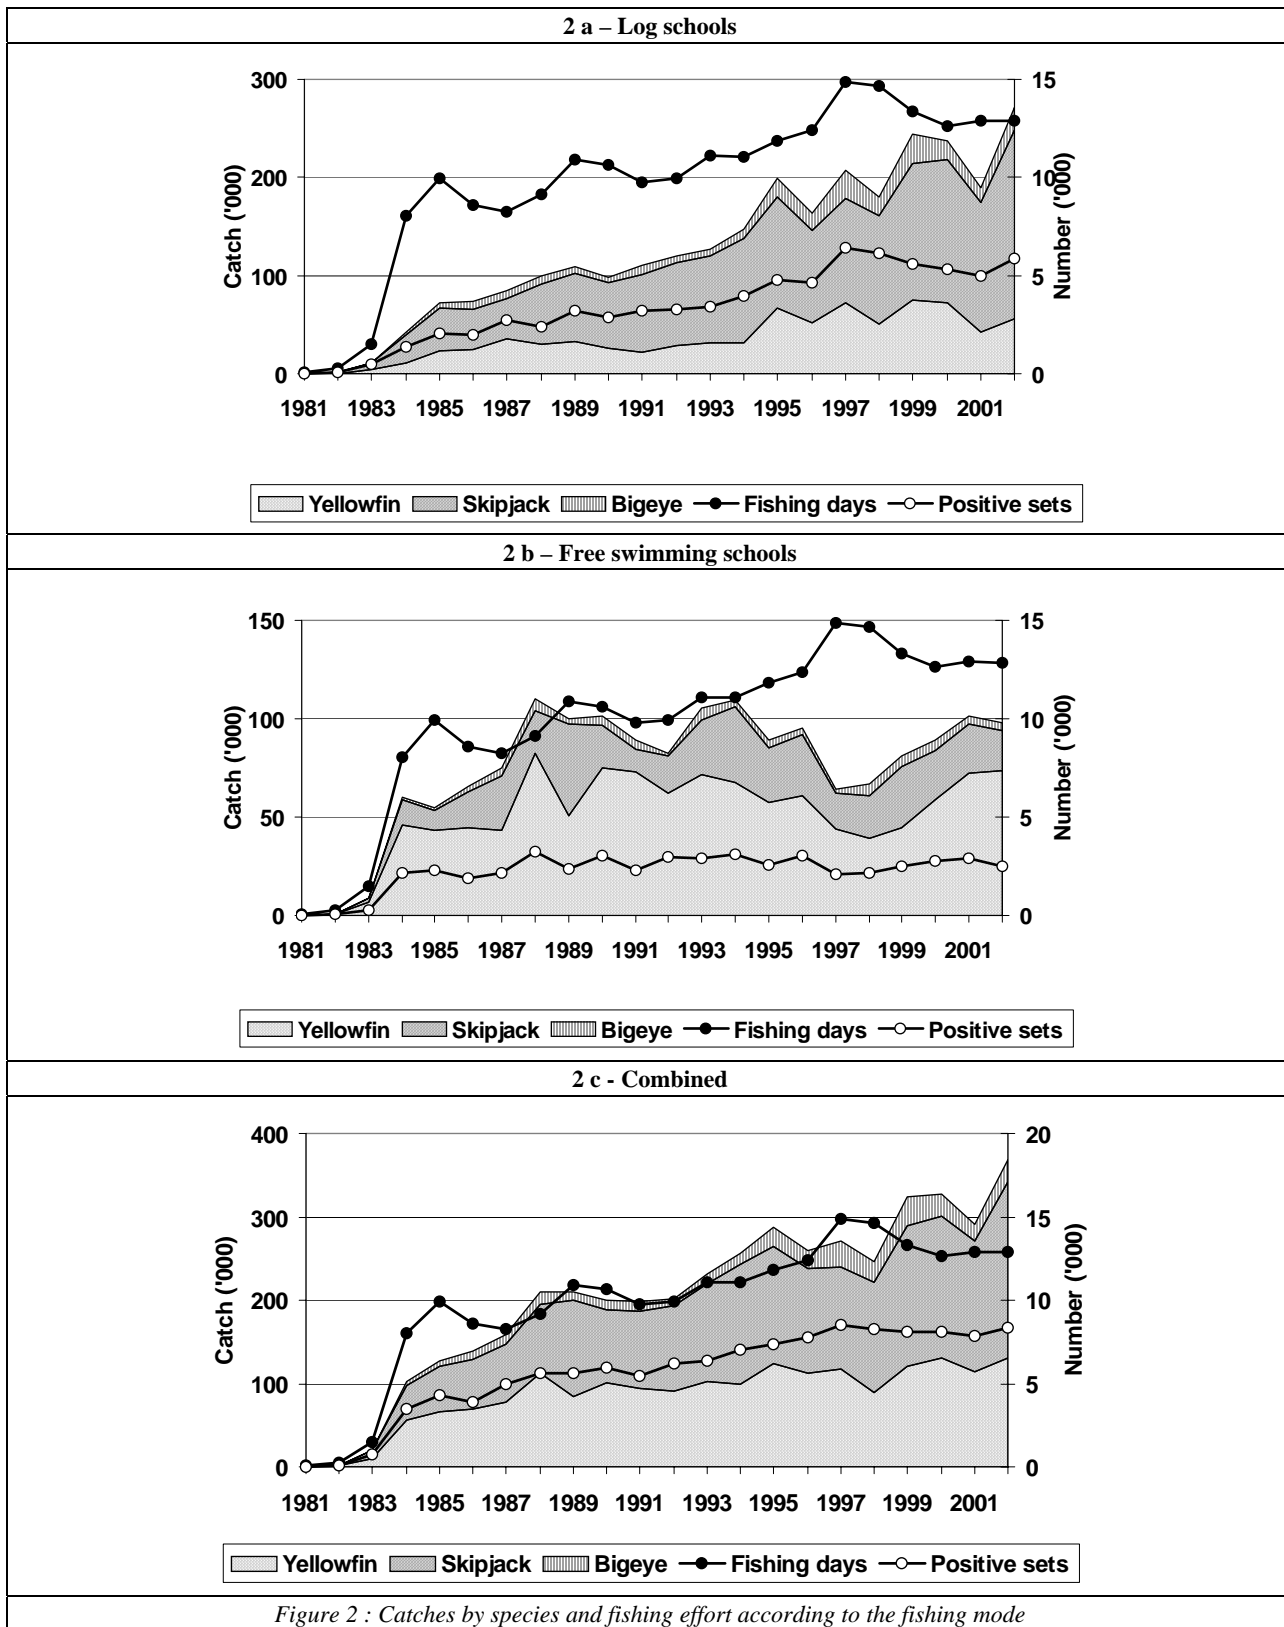 2 a – Log schools
300
200
100
0
Catch ('000)
15
10
5
0
Number ('000)
1981 1983 1985 1987 1989 1991 1993 1995 1997 1999 2001
Yellowfin Skipjack Bigeye Fishing days Positive sets
2 b – Free swimming schools
150
100
50
0
Catch ('000)
15
10
5
0
Number ('000)
1981 1983 1985 1987 1989 1991 1993 1995 1997 1999 2001
Yellowfin Skipjack Bigeye Fishing days Positive sets
2 c - Combined
400
300
200
100
0
Catch ('000)
20
15
10
5
0
Number ('000)
1981 1983 1985 1987 1989 1991 1993 1995 1997 1999 2001
Yellowfin Skipjack Bigeye Fishing days Positive sets
Figure 2 : Catches by species and fishing effort according to the fishing mode